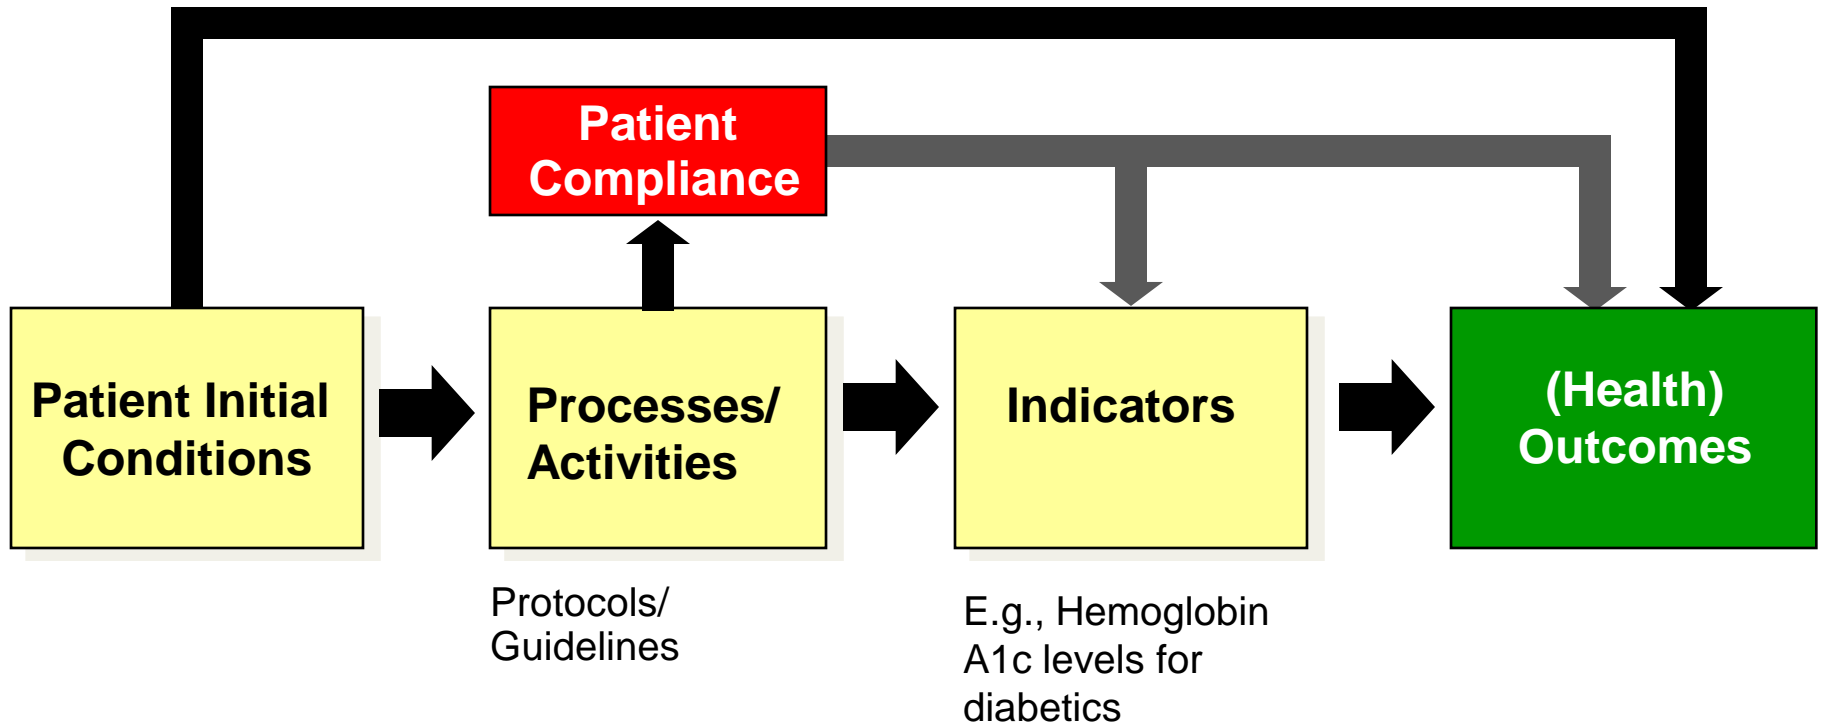 Patient
Compliance
Patient Initial
Conditions
Processes/
Activities
Indicators
(Health)
Outcomes
Protocols/
Guidelines
E.g., Hemoglobin
A1c levels for
diabetics